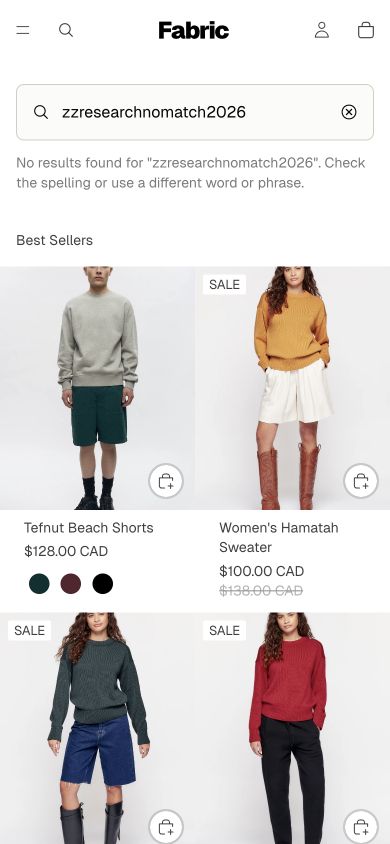 Fabric
zzresearchnomatch2026
No results found for "zzresearchnomatch2026". Check
the spelling or use a different word or phrase.
Best Sellers
SALE
Tefnut Beach Shorts
$128.00 CAD
Women's Hamatah
Sweater
$100.00 CAD
$138.00 CAD
SALE
SALE